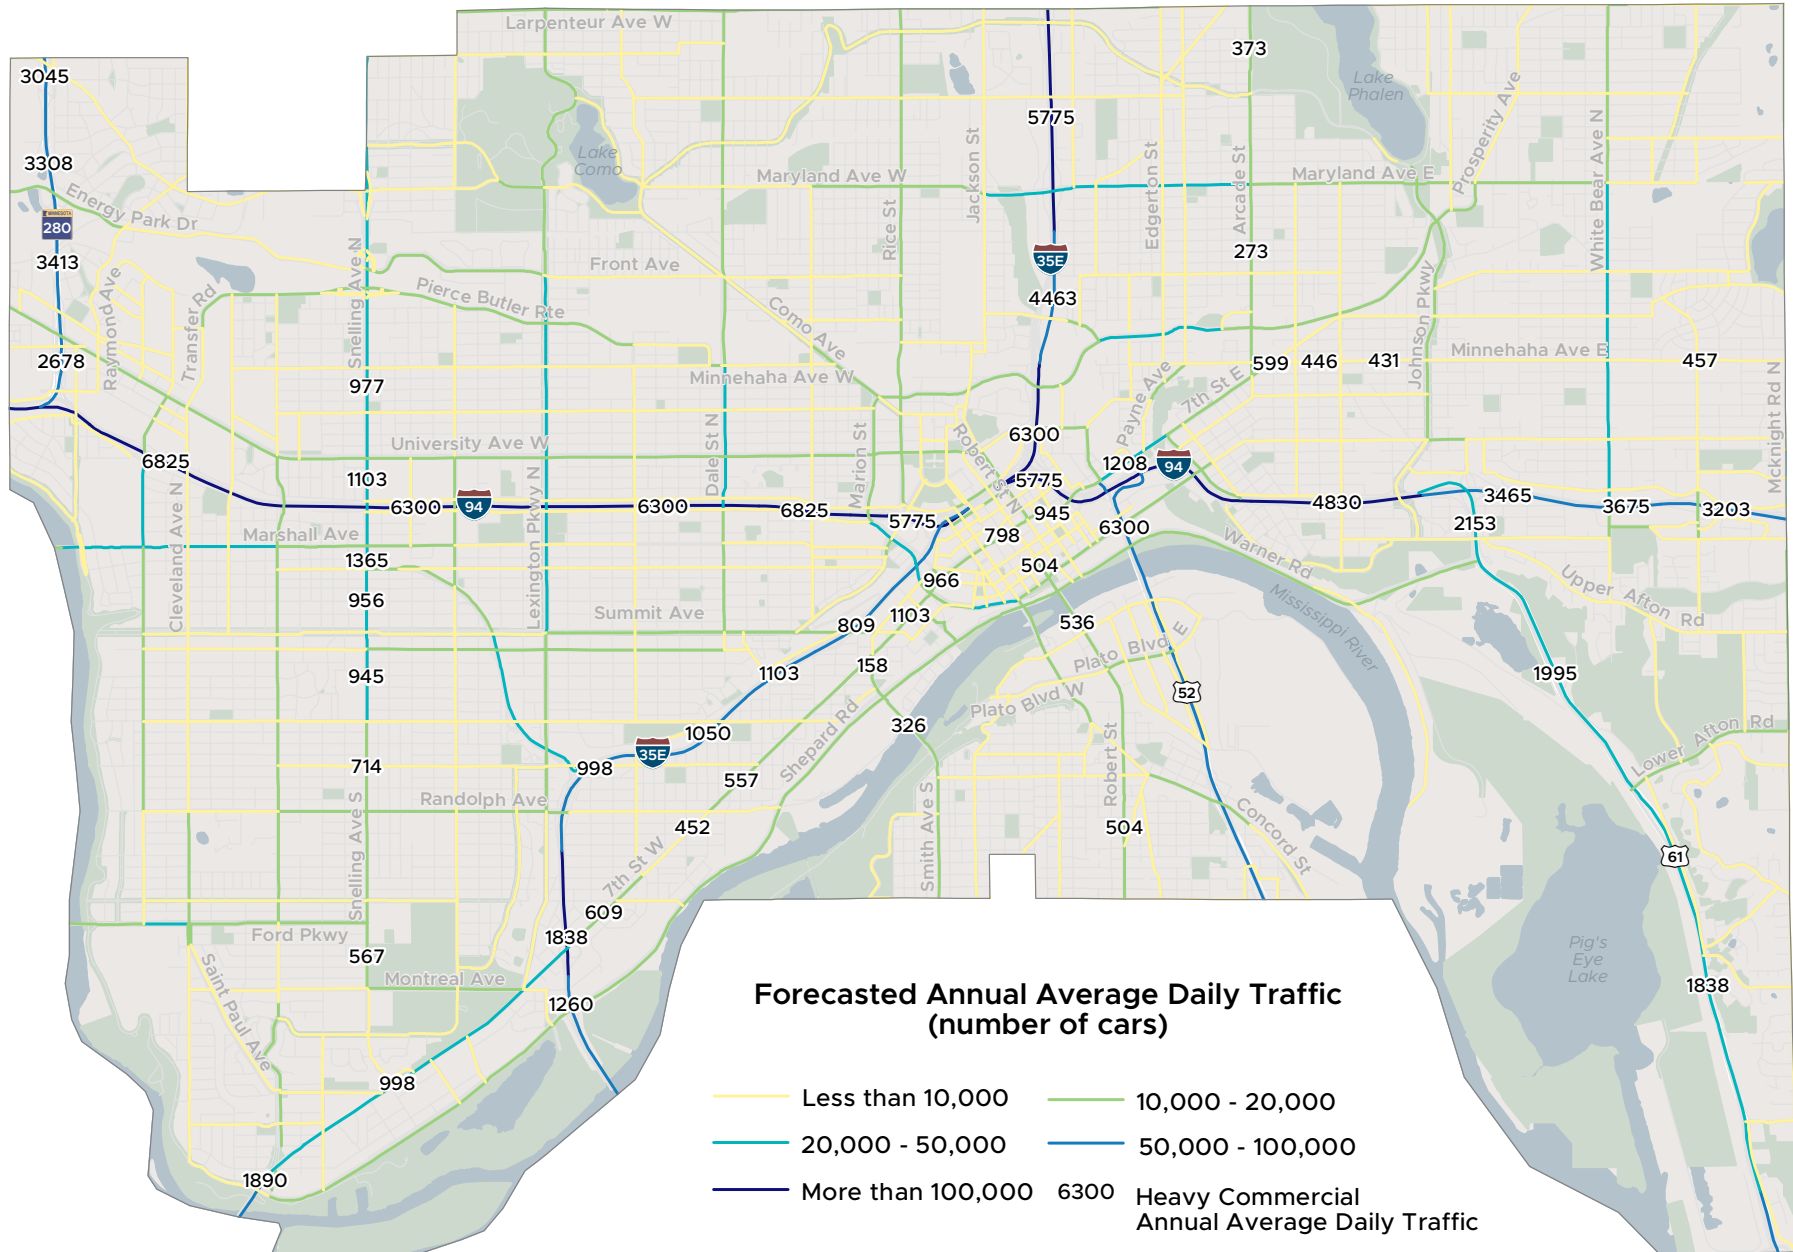 Larpenteur Ave W
373
3045
Lake
Phalen
5775
Prosperity Ave
3308
Lake
Como
Jackson St
Edgerton St
Arcade St
White Bear Ave N
Maryland Ave W
Maryland Ave E
Energy Park Dr
MINNESOTA
280
Rice St
3413
Snelling Ave N
Front Ave
35E
273
4463
Raymond Ave
Transfer Rd
Pierce Butler Rte
Como Ave
Johnson Pkwy
2678
977
Minnehaha Ave W
Payne Ave
7th St E
599
446
431
Minnehaha Ave E
457
Mcknight Rd N
University Ave W
Dale St N
Marion St
Robert St N
6300
6825
1103
6300
94
Lexington Pkwy N
6300
6825
5775
5775
945
1208
94
4830
3465
3675
3203
2153
Cleveland Ave N
Marshall Ave
798
6300
1365
966
504
Warner Rd
956
Summit Ave
809
1103
536
Mississippi River
Upper Afton Rd
Plato Blvd E
945
1103
158
52
1995
Plato Blvd W
326
Shepard Rd
1050
35E
714
998
557
Robert St
Lower Afton Rd
Randolph Ave
Snelling Ave S
452
Smith Ave S
504
Concord St
61
7th St W
609
Ford Pkwy
1838
567
Montreal Ave
Saint Paul Ave
1260
Pig's
Eye
Lake
1838
998
1890
Forecasted Annual Average Daily Traffic
(number of cars)
Less than 10,000
10,000 - 20,000
20,000 - 50,000
50,000 - 100,000
More than 100,000
6300
Heavy Commercial
Annual Average Daily Traffic